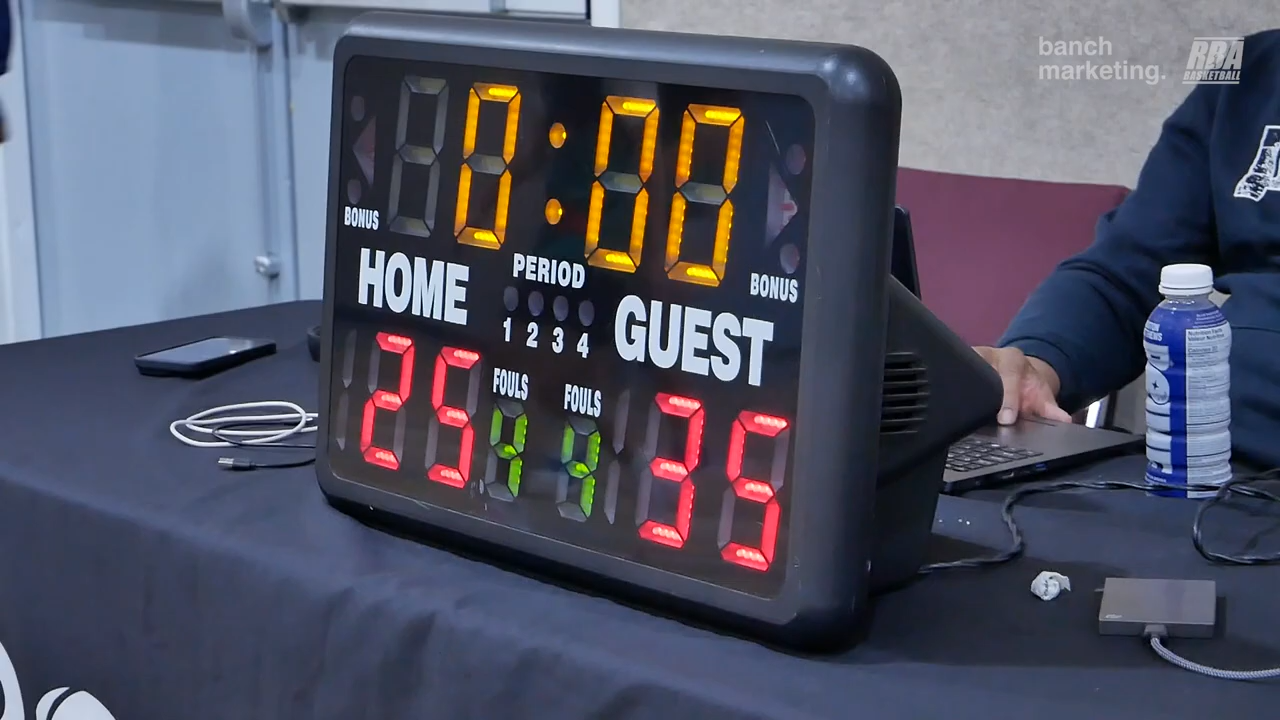 banch
marketing.
RBA
BASKETBALL
0:00
BONUS
BONUS
HOME
PERIOD
GUEST
1 2 3 4
FOULS
FOULS
25
4
4
35